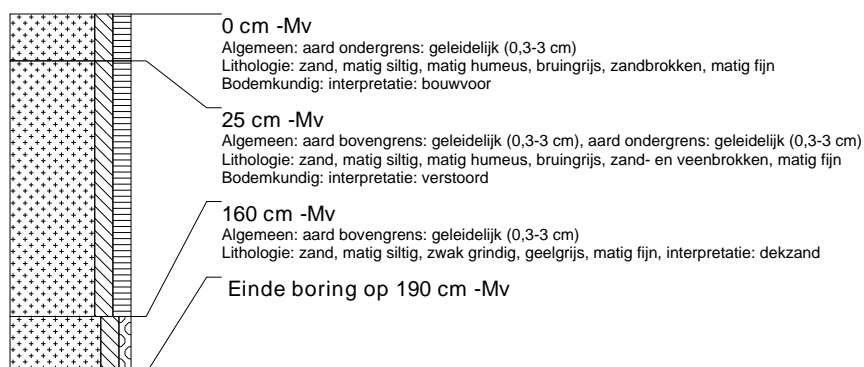 0 cm -Mv
Algemeen: aard ondergrens: geleidelijk (0,3-3 cm)
Lithologie: zand, matig siltig, matig humeus, bruingrijs, zandbrokken, matig fijn
Bodemkundig: interpretatie: bouwvoor
25 cm -Mv
Algemeen: aard bovengrens: geleidelijk (0,3-3 cm), aard ondergrens: geleidelijk (0,3-3 cm)
Lithologie: zand, matig siltig, matig humeus, bruingrijs, zand- en veenbrokken, matig fijn
Bodemkundig: interpretatie: verstoord
160 cm -Mv
Algemeen: aard bovengrens: geleidelijk (0,3-3 cm)
Lithologie: zand, matig siltig, zwak grindig, geelgrijs, matig fijn, interpretatie: dekzand
Einde boring op 190 cm -Mv